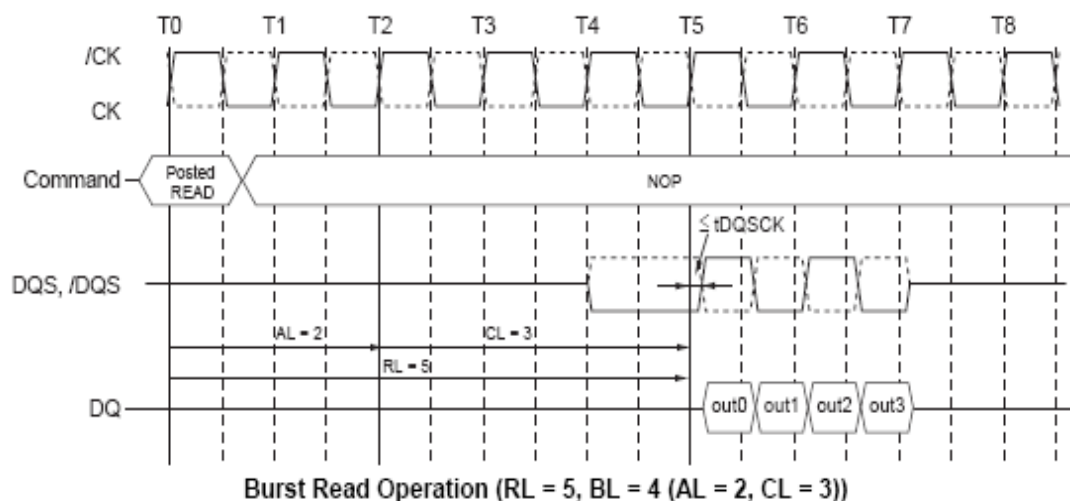 T0 T1 T2 T3 T4 T5 T6 T7 T8
/CK
CK
Command
Posted
READ
NOP
≤ tDQSCK
DQS, /DQS
AL = 2
CL = 3
RL = 5
DQ
out0 out1 out2 out3
Burst Read Operation (RL = 5, BL = 4 (AL = 2, CL = 3))